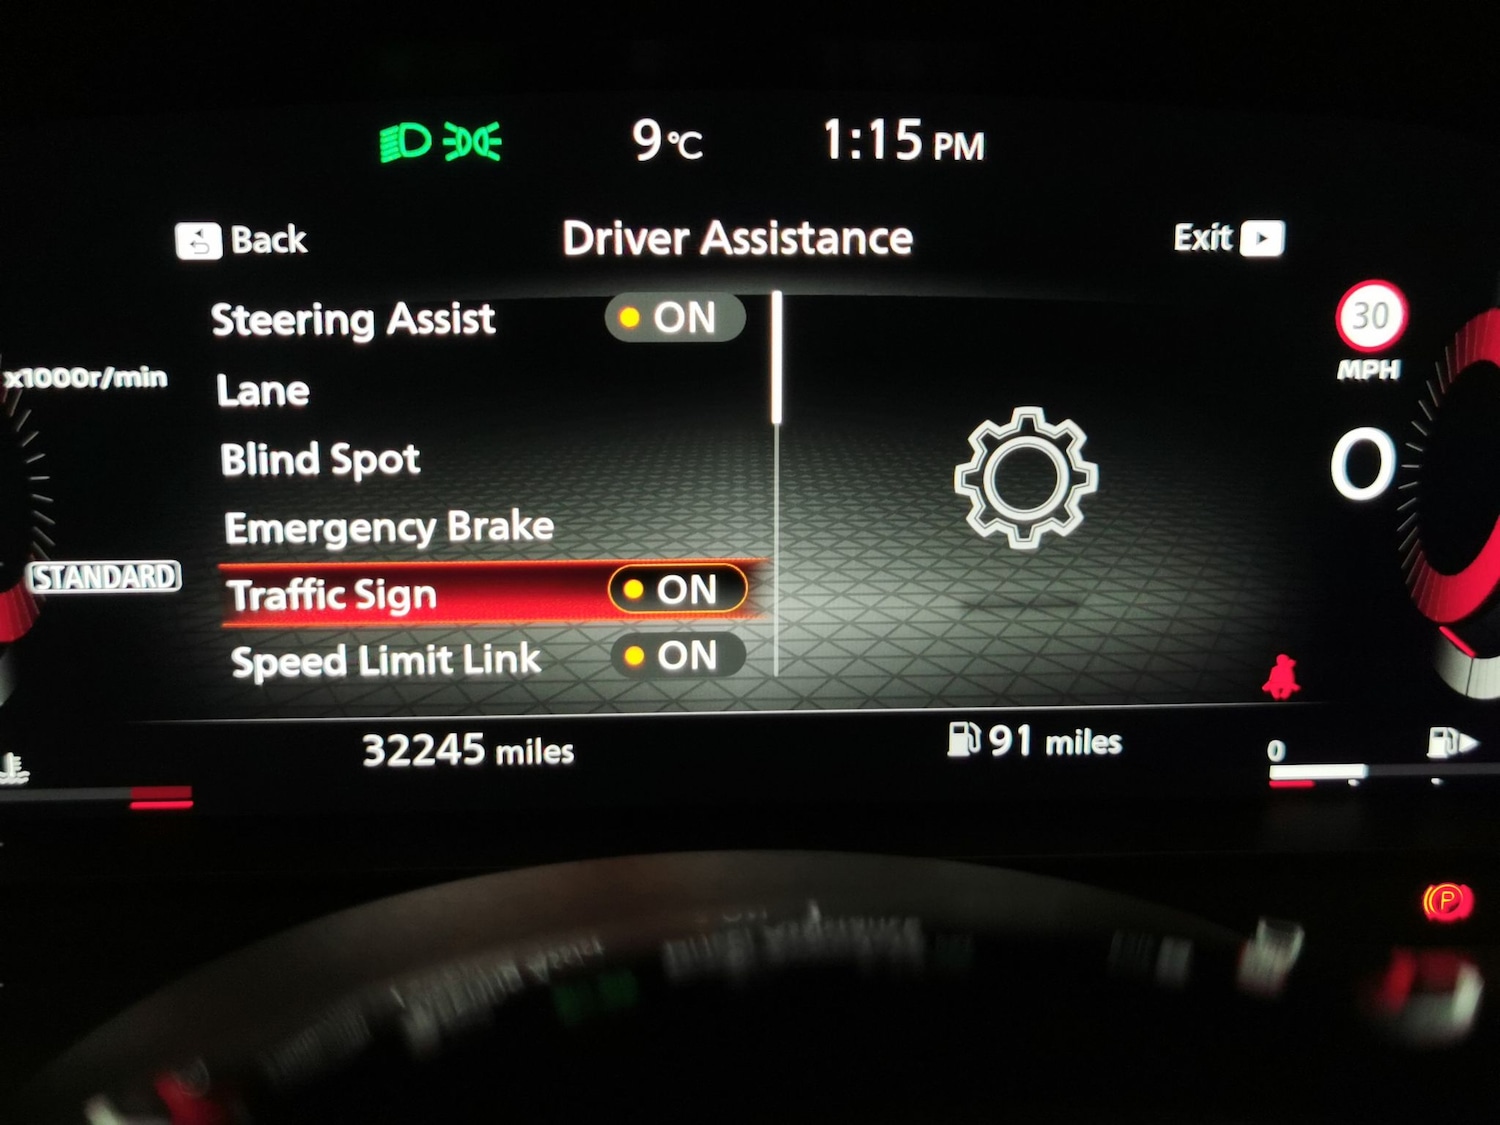 9°C 1:15 PM
Back Driver Assistance Exit
Steering Assist ON
30
MPH
x1000r/min
Lane
Blind Spot
0
Emergency Brake
STANDARD
Traffic Sign ON
Speed Limit Link ON
32245 miles 91 miles
0
P